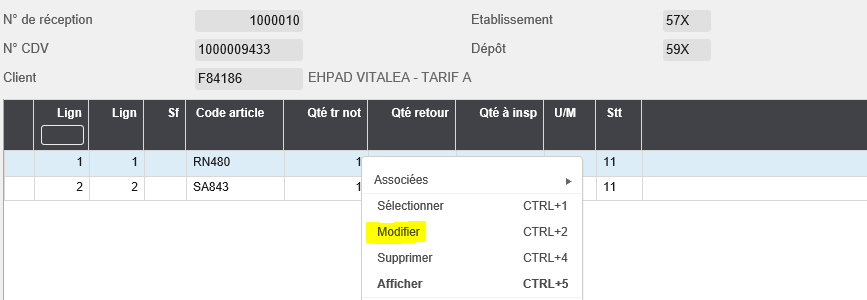 N° de réception 1000010 Etablissement 57X
N° CDV 1000009433 Dépôt 59X
Client F84186 EHPAD VITALEA - TARIF A
Lign Lign Sf Code article Qté tr not Qté retour Qté à insp U/M Stt
1 1 RN480 1 11
2 2 SA843 1 11
Associées
Sélectionner CTRL+1
Modifier CTRL+2
Supprimer CTRL+4
Afficher CTRL+5